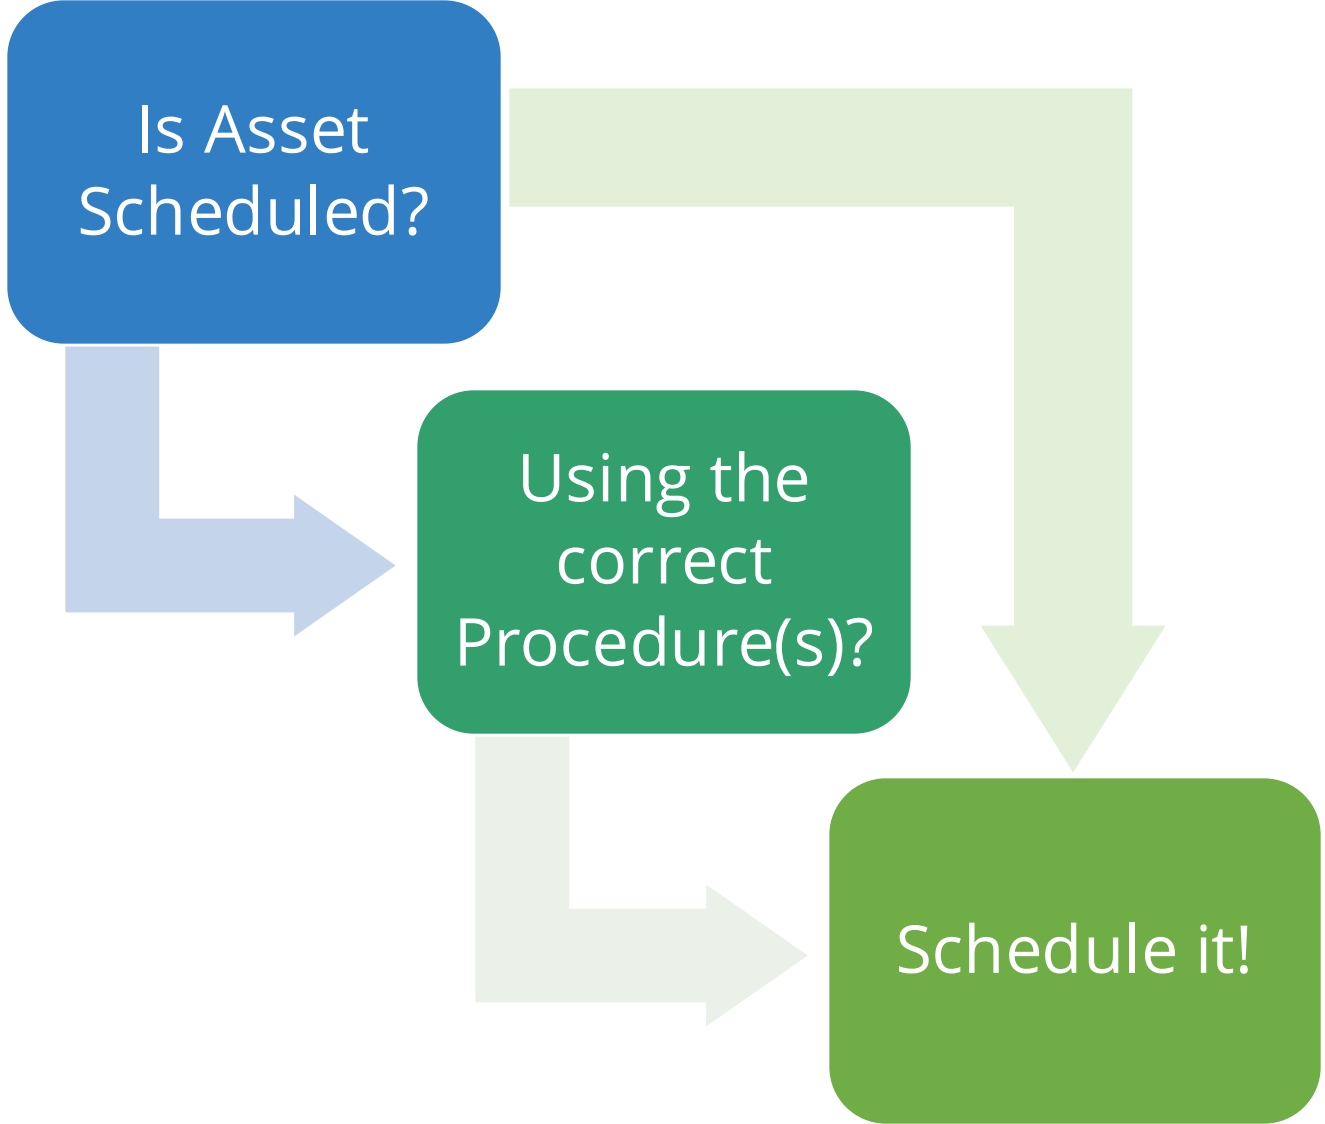 Is Asset
Scheduled?
Using the
correct
Procedure(s)?
Schedule it!